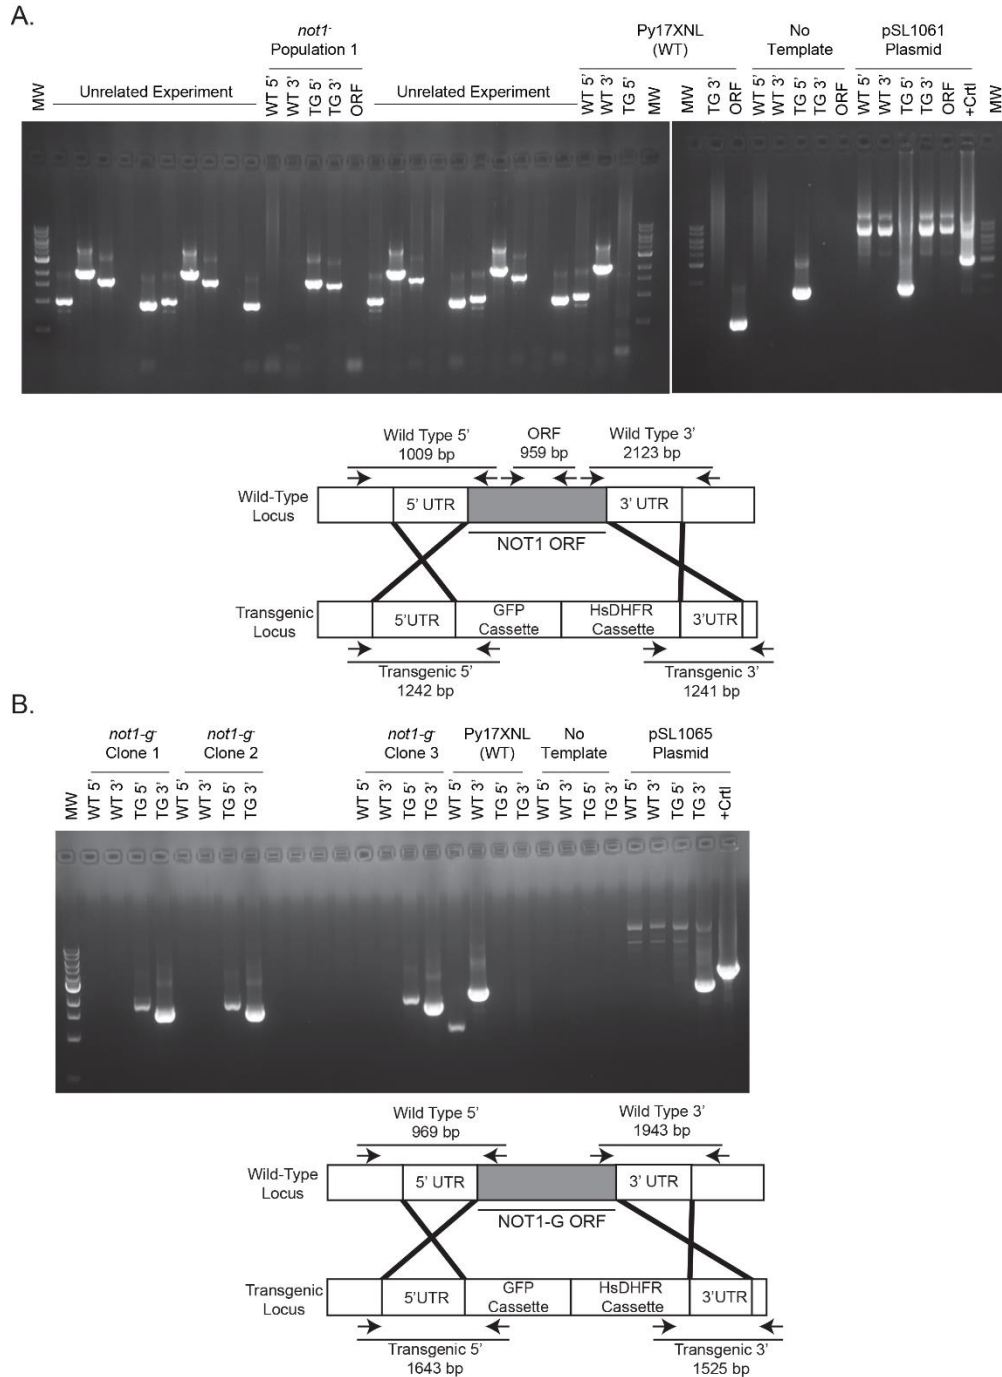 A.
not1-
Population 1
Py17XNL
(WT)
No
Template
pSL1061
Plasmid
MW
Unrelated Experiment
WT 5'
WT 3'
TG 5'
TG 3'
ORF
Unrelated Experiment
WT 5'
WT 3'
TG 5'
MW
MW
TG 3'
ORF
WT 5'
WT 3'
TG 5'
TG 3'
ORF
WT 5'
WT 3'
TG 5'
TG 3'
ORF
+Crtl
MW
Wild Type 5'
1009 bp
ORF
959 bp
Wild Type 3'
2123 bp
Wild-Type
Locus
5' UTR
3' UTR
NOT1 ORF
Transgenic
Locus
5'UTR
GFP
Cassette
HsDHFR
Cassette
3'UTR
Transgenic 5'
1242 bp
Transgenic 3'
1241 bp
B.
not1-g-
Clone 1
not1-g-
Clone 2
not1-g-
Clone 3
Py17XNL
(WT)
No
Template
pSL1065
Plasmid
MW
WT 5'
WT 3'
TG 5'
TG 3'
WT 5'
WT 3'
TG 5'
TG 3'
WT 5'
WT 3'
TG 5'
TG 3'
WT 5'
WT 3'
TG 5'
TG 3'
WT 5'
WT 3'
TG 5'
TG 3'
WT 5'
WT 3'
TG 5'
TG 3'
+Crtl
Wild Type 5'
969 bp
Wild Type 3'
1943 bp
Wild-Type
Locus
5' UTR
3' UTR
NOT1-G ORF
Transgenic
Locus
5'UTR
GFP
Cassette
HsDHFR
Cassette
3'UTR
Transgenic 5'
1643 bp
Transgenic 3'
1525 bp